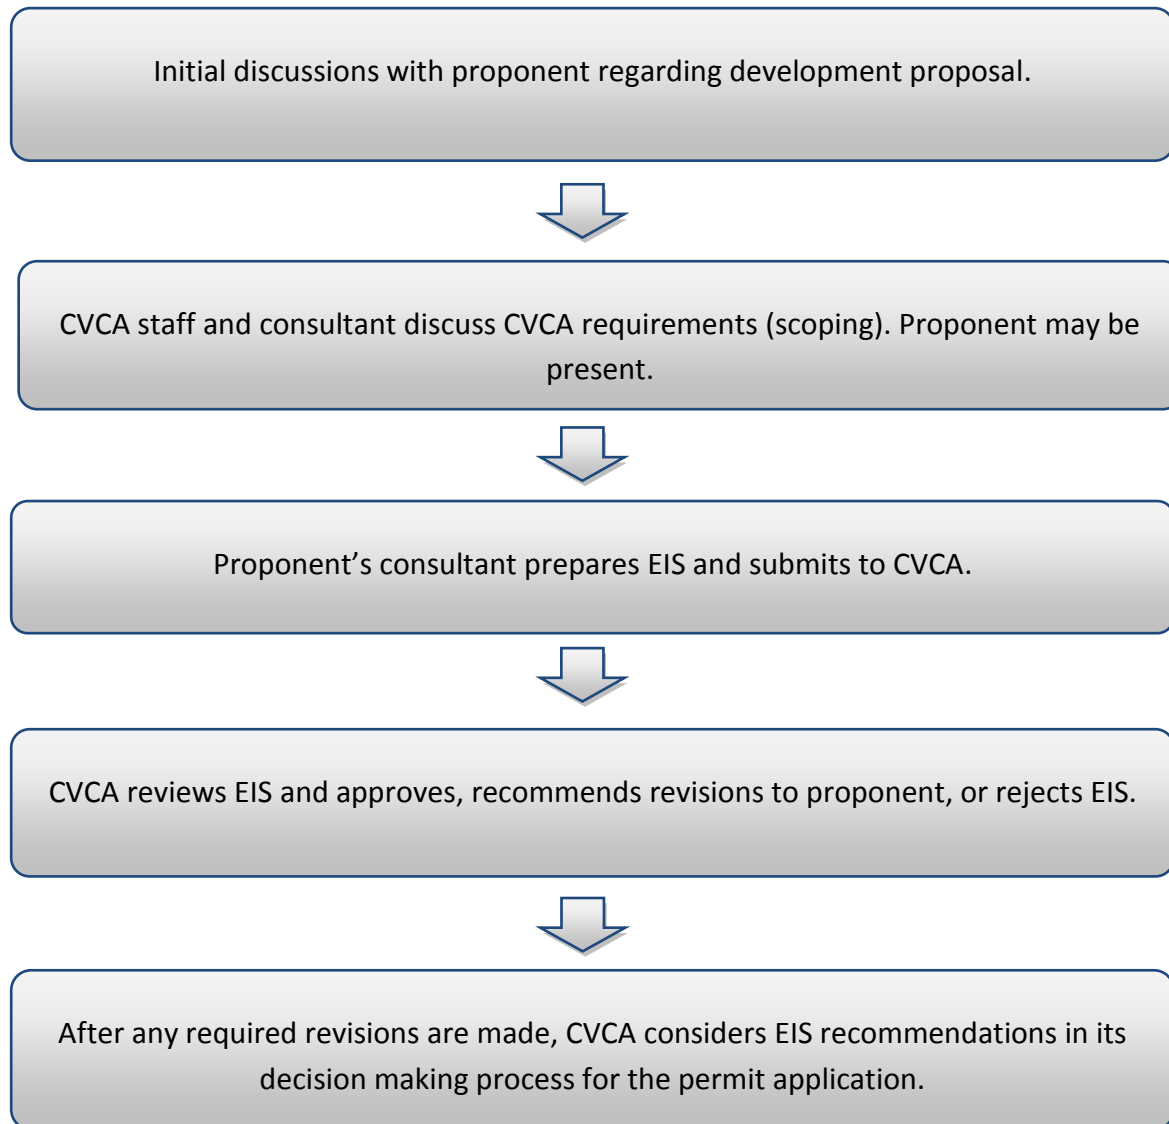 Initial discussions with proponent regarding development proposal.
CVCA staff and consultant discuss CVCA requirements (scoping). Proponent may be
present.
Proponent’s consultant prepares EIS and submits to CVCA.
CVCA reviews EIS and approves, recommends revisions to proponent, or rejects EIS.
After any required revisions are made, CVCA considers EIS recommendations in its
decision making process for the permit application.